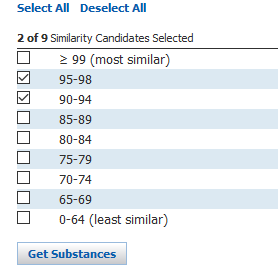 Select All Deselect All
2 of 9 Similarity Candidates Selected
≥ 99 (most similar)
95-98
90-94
85-89
80-84
75-79
70-74
65-69
0-64 (least similar)
Get Substances